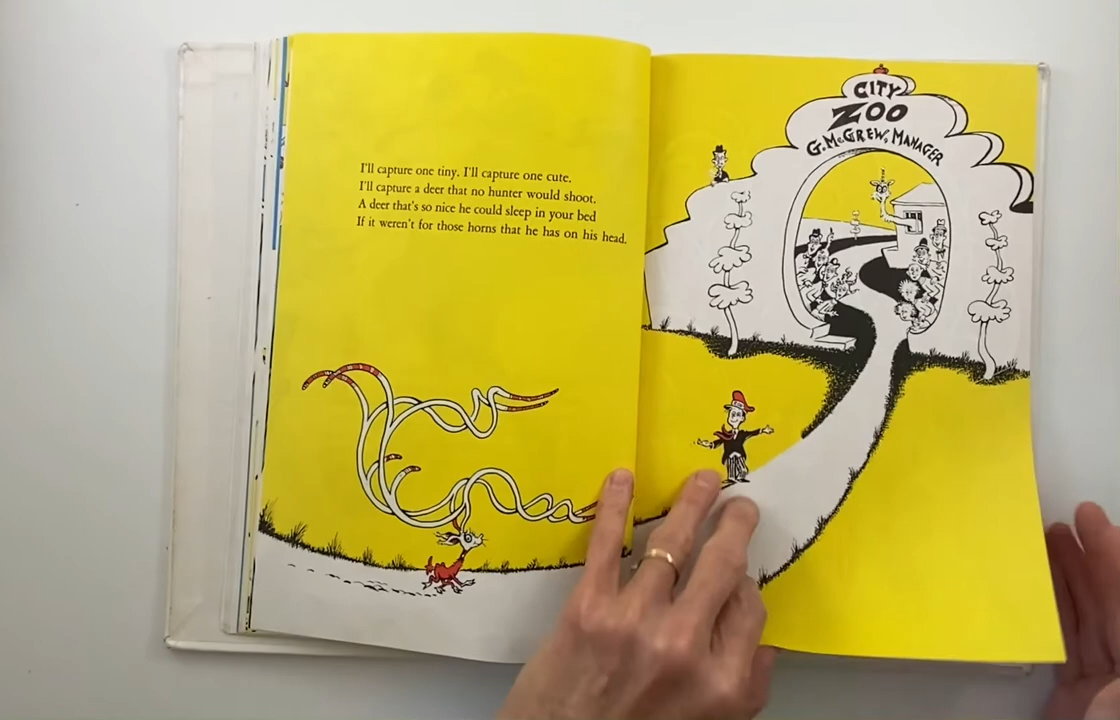 I'll capture one tiny. I'll capture one cute.
I'll capture a deer that no hunter would shoot.
A deer that's so nice he could sleep in your bed
If it weren't for those horns that he has on his head.
CITY
ZOO
G. McGREW, MANAGER